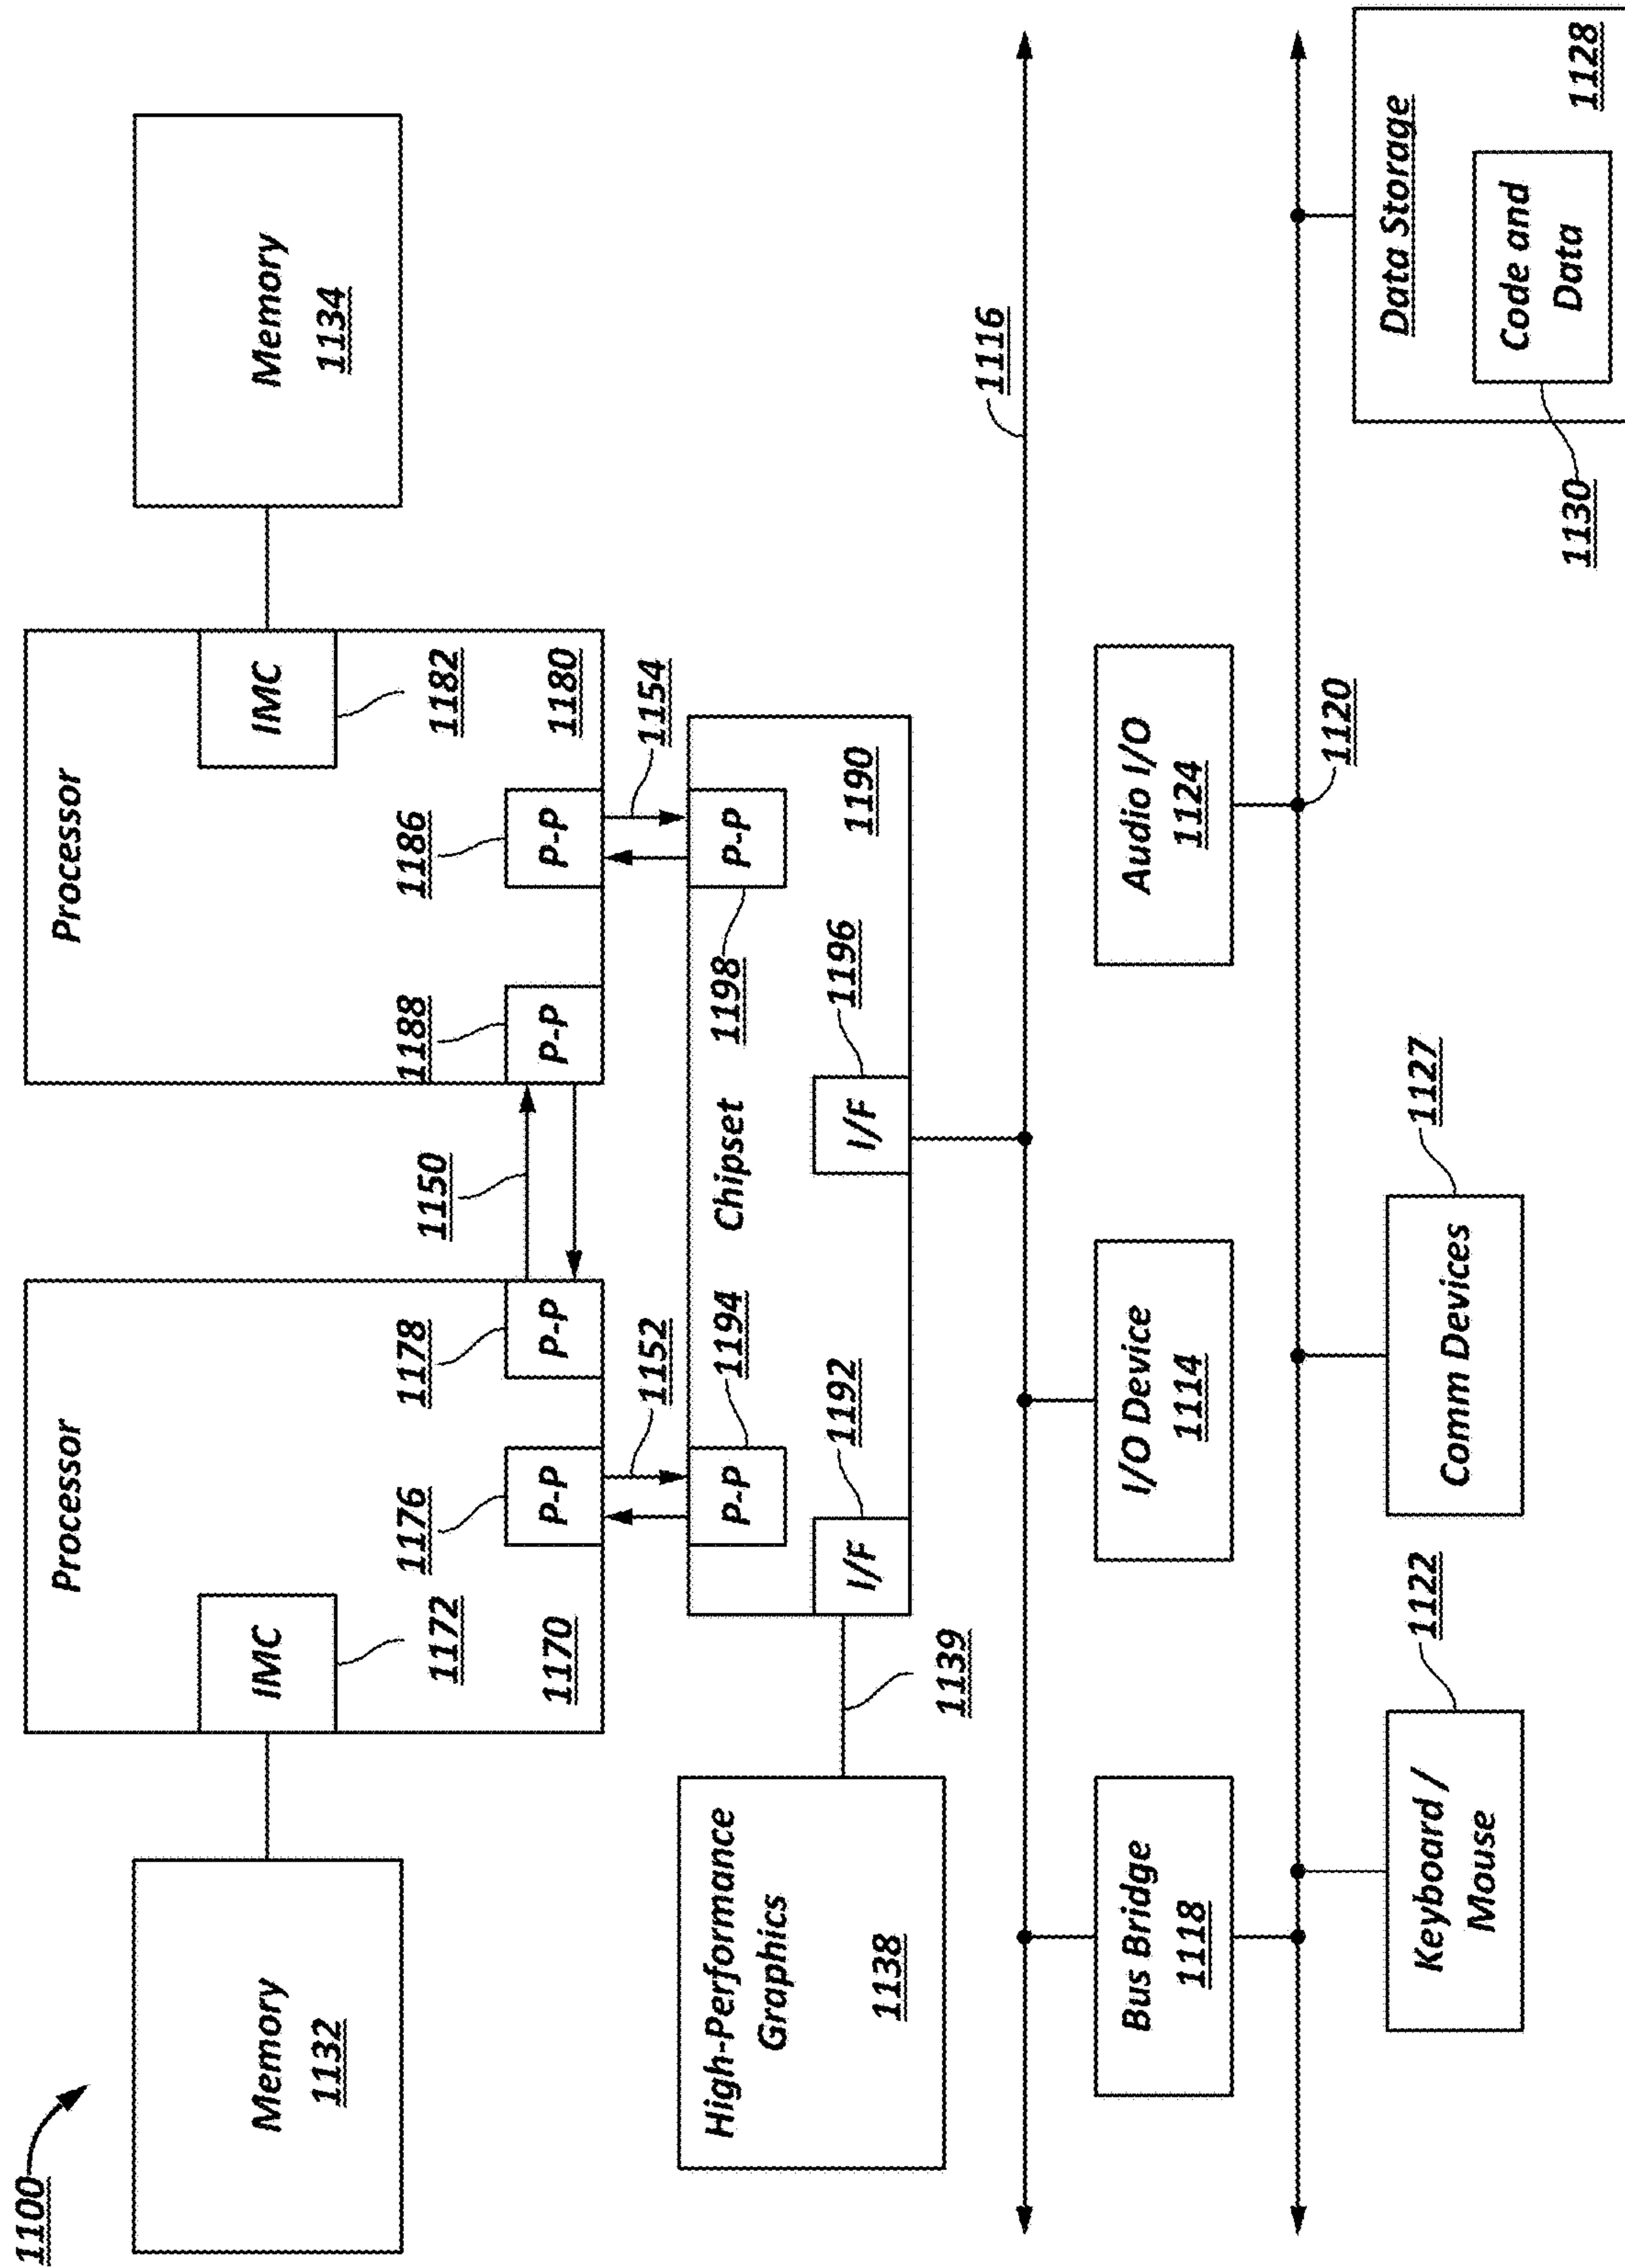 1100
Memory
1132
Processor
IMC
1172
1170
1176
P-P
1178
P-P
1150
Processor
1188
P-P
1186
P-P
IMC
1182
1180
Memory
1134
1152
1154
High-Performance
Graphics
1138
1139
P-P
1194
Chipset
1198
P-P
1190
I/F
1192
I/F
1196
1116
Bus Bridge
1118
I/O Device
1114
Audio I/O
1124
1120
Keyboard /
Mouse
1122
Comm Devices
1127
Data Storage
Code and
Data
1128
1130